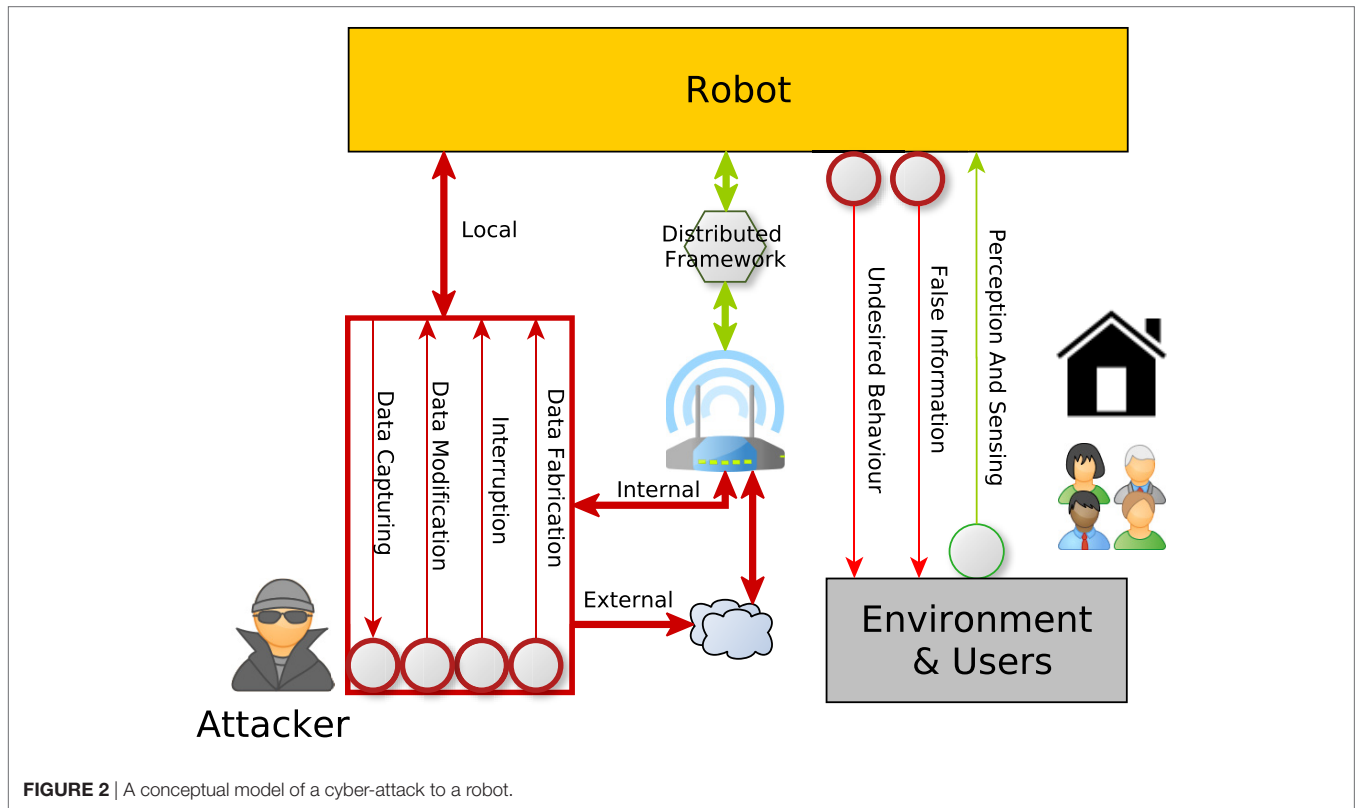 Robot
Local
Distributed
Framework
Undesired Behaviour
False Information
Perception And Sensing
Data Capturing
Data Modification
Interruption
Data Fabrication
Internal
External
Environment
& Users
Attacker
FIGURE 2 | A conceptual model of a cyber-attack to a robot.